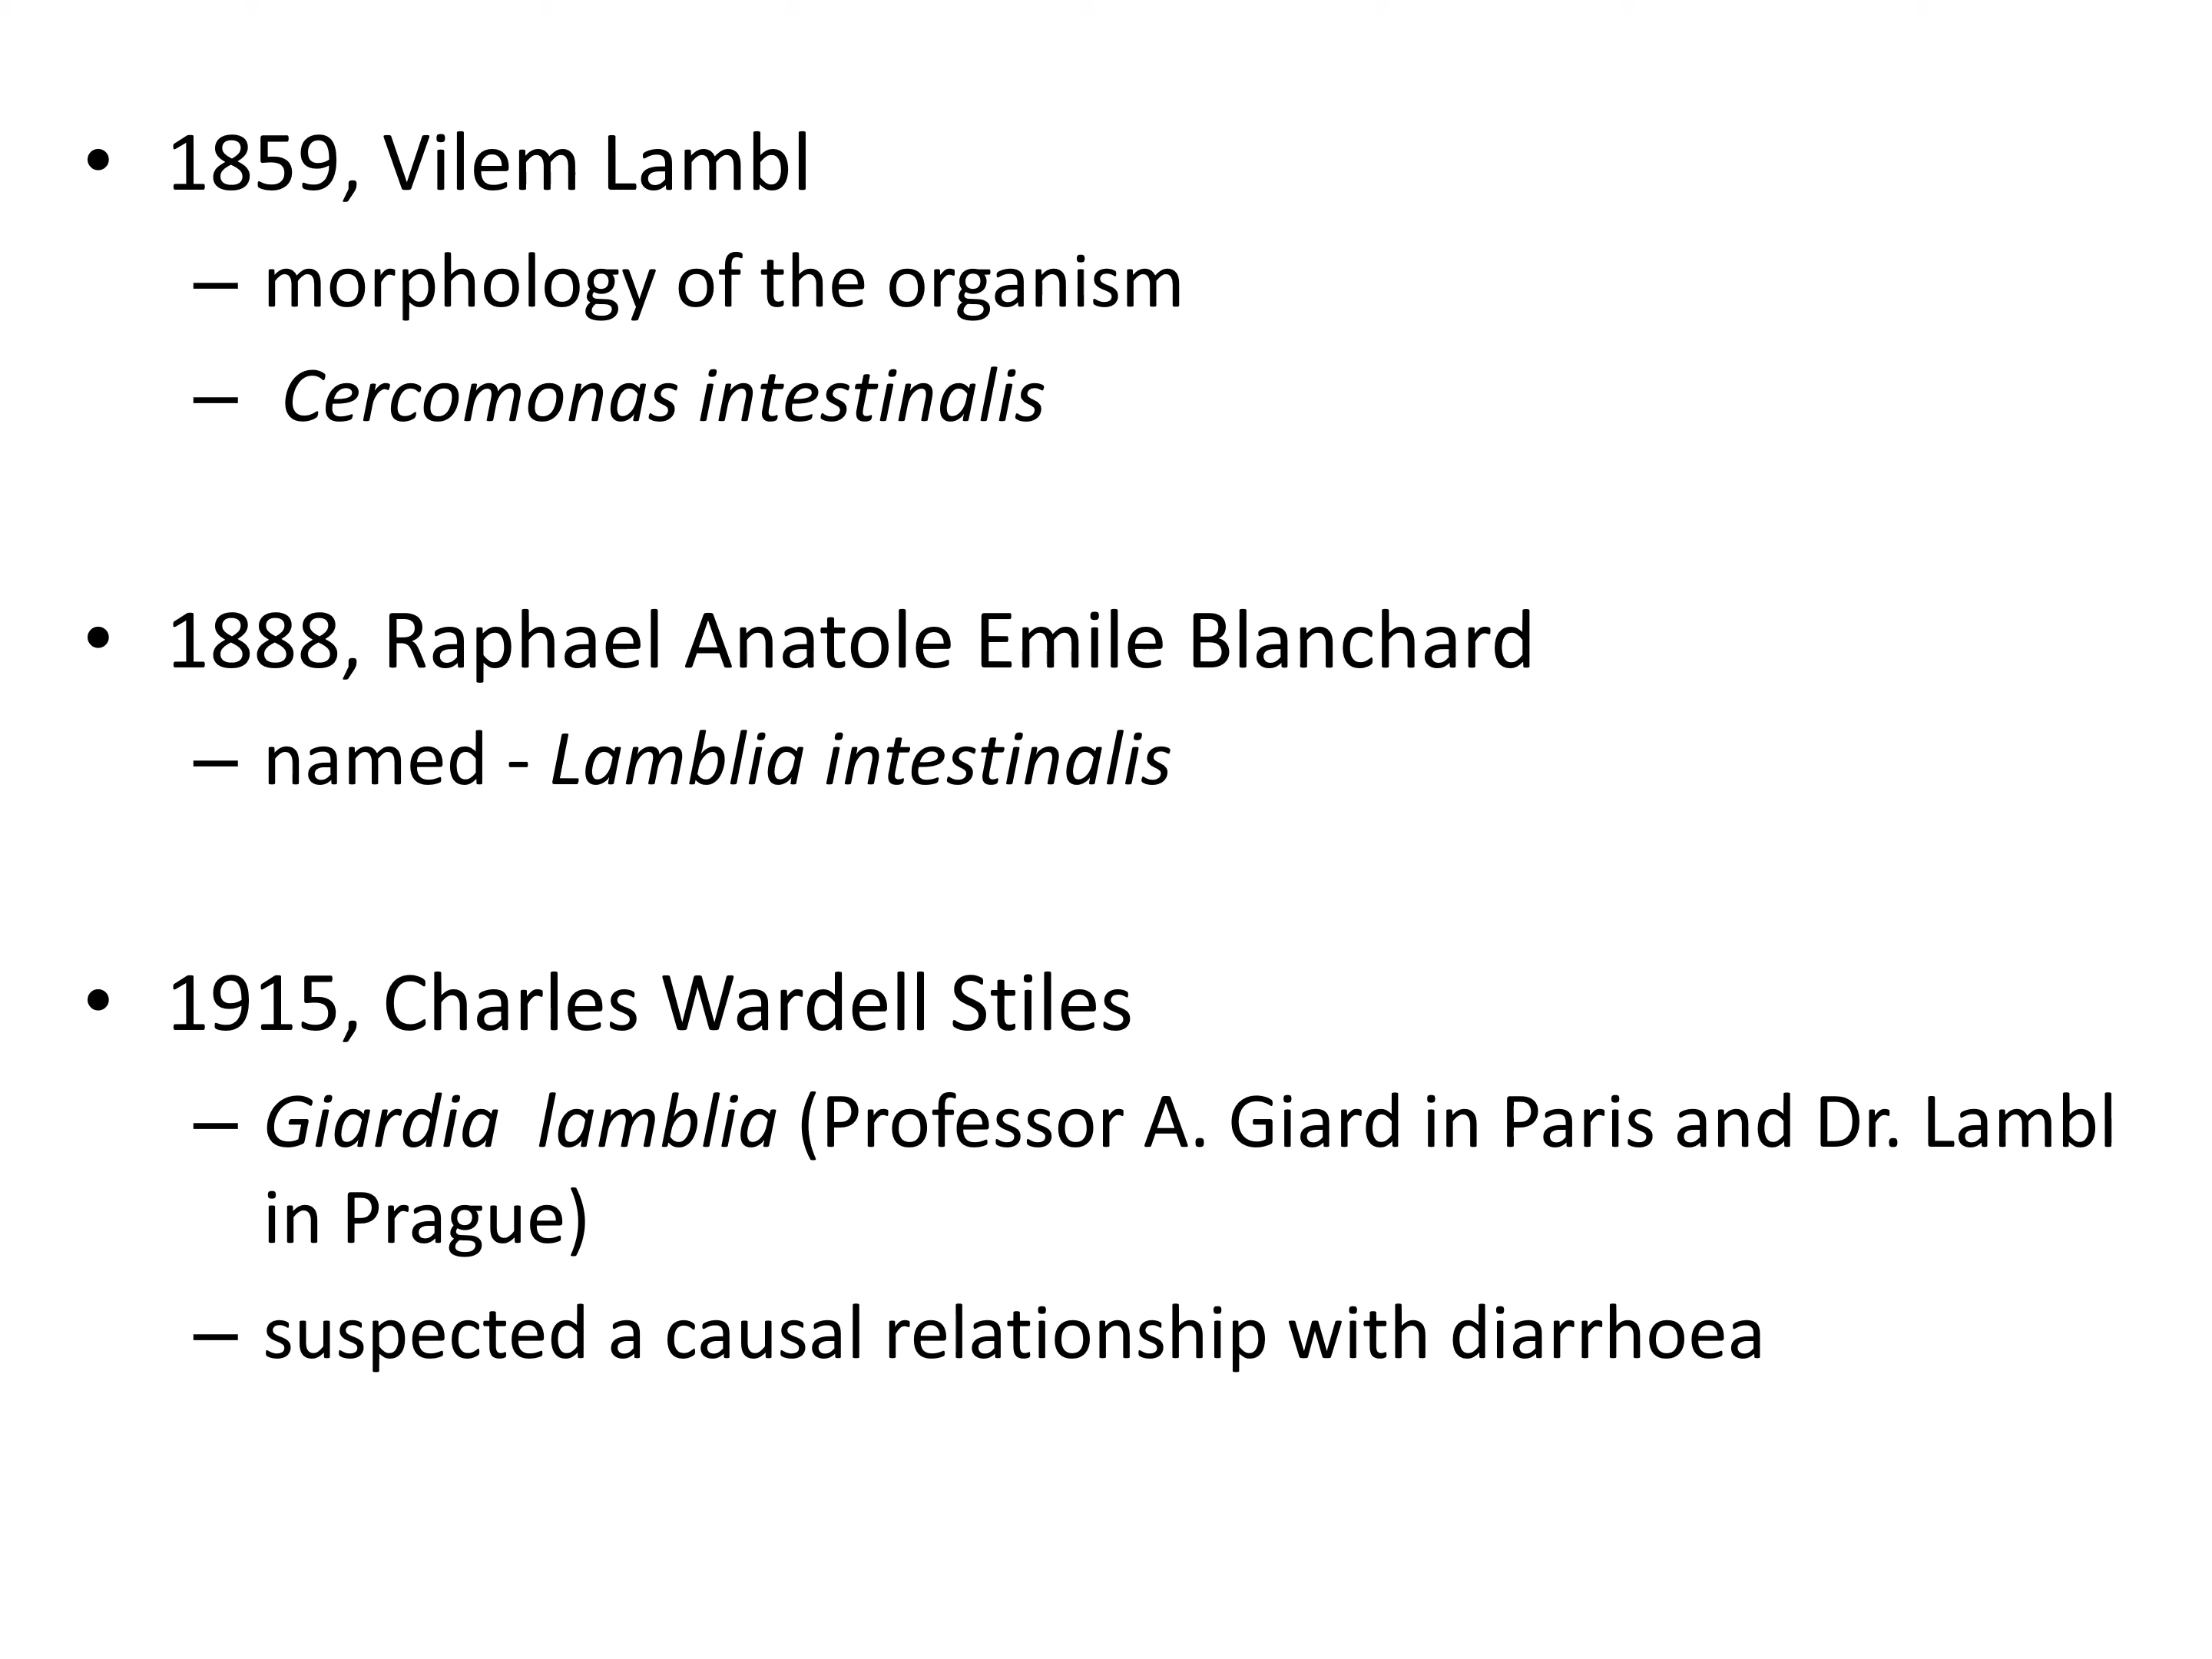 • 1859, Vilem Lambl
– morphology of the organism
– Cercomonas intestinalis
• 1888, Raphael Anatole Emile Blanchard
– named - Lamblia intestinalis
• 1915, Charles Wardell Stiles
– Giardia lamblia (Professor A. Giard in Paris and Dr. Lambl
in Prague)
– suspected a causal relationship with diarrhoea